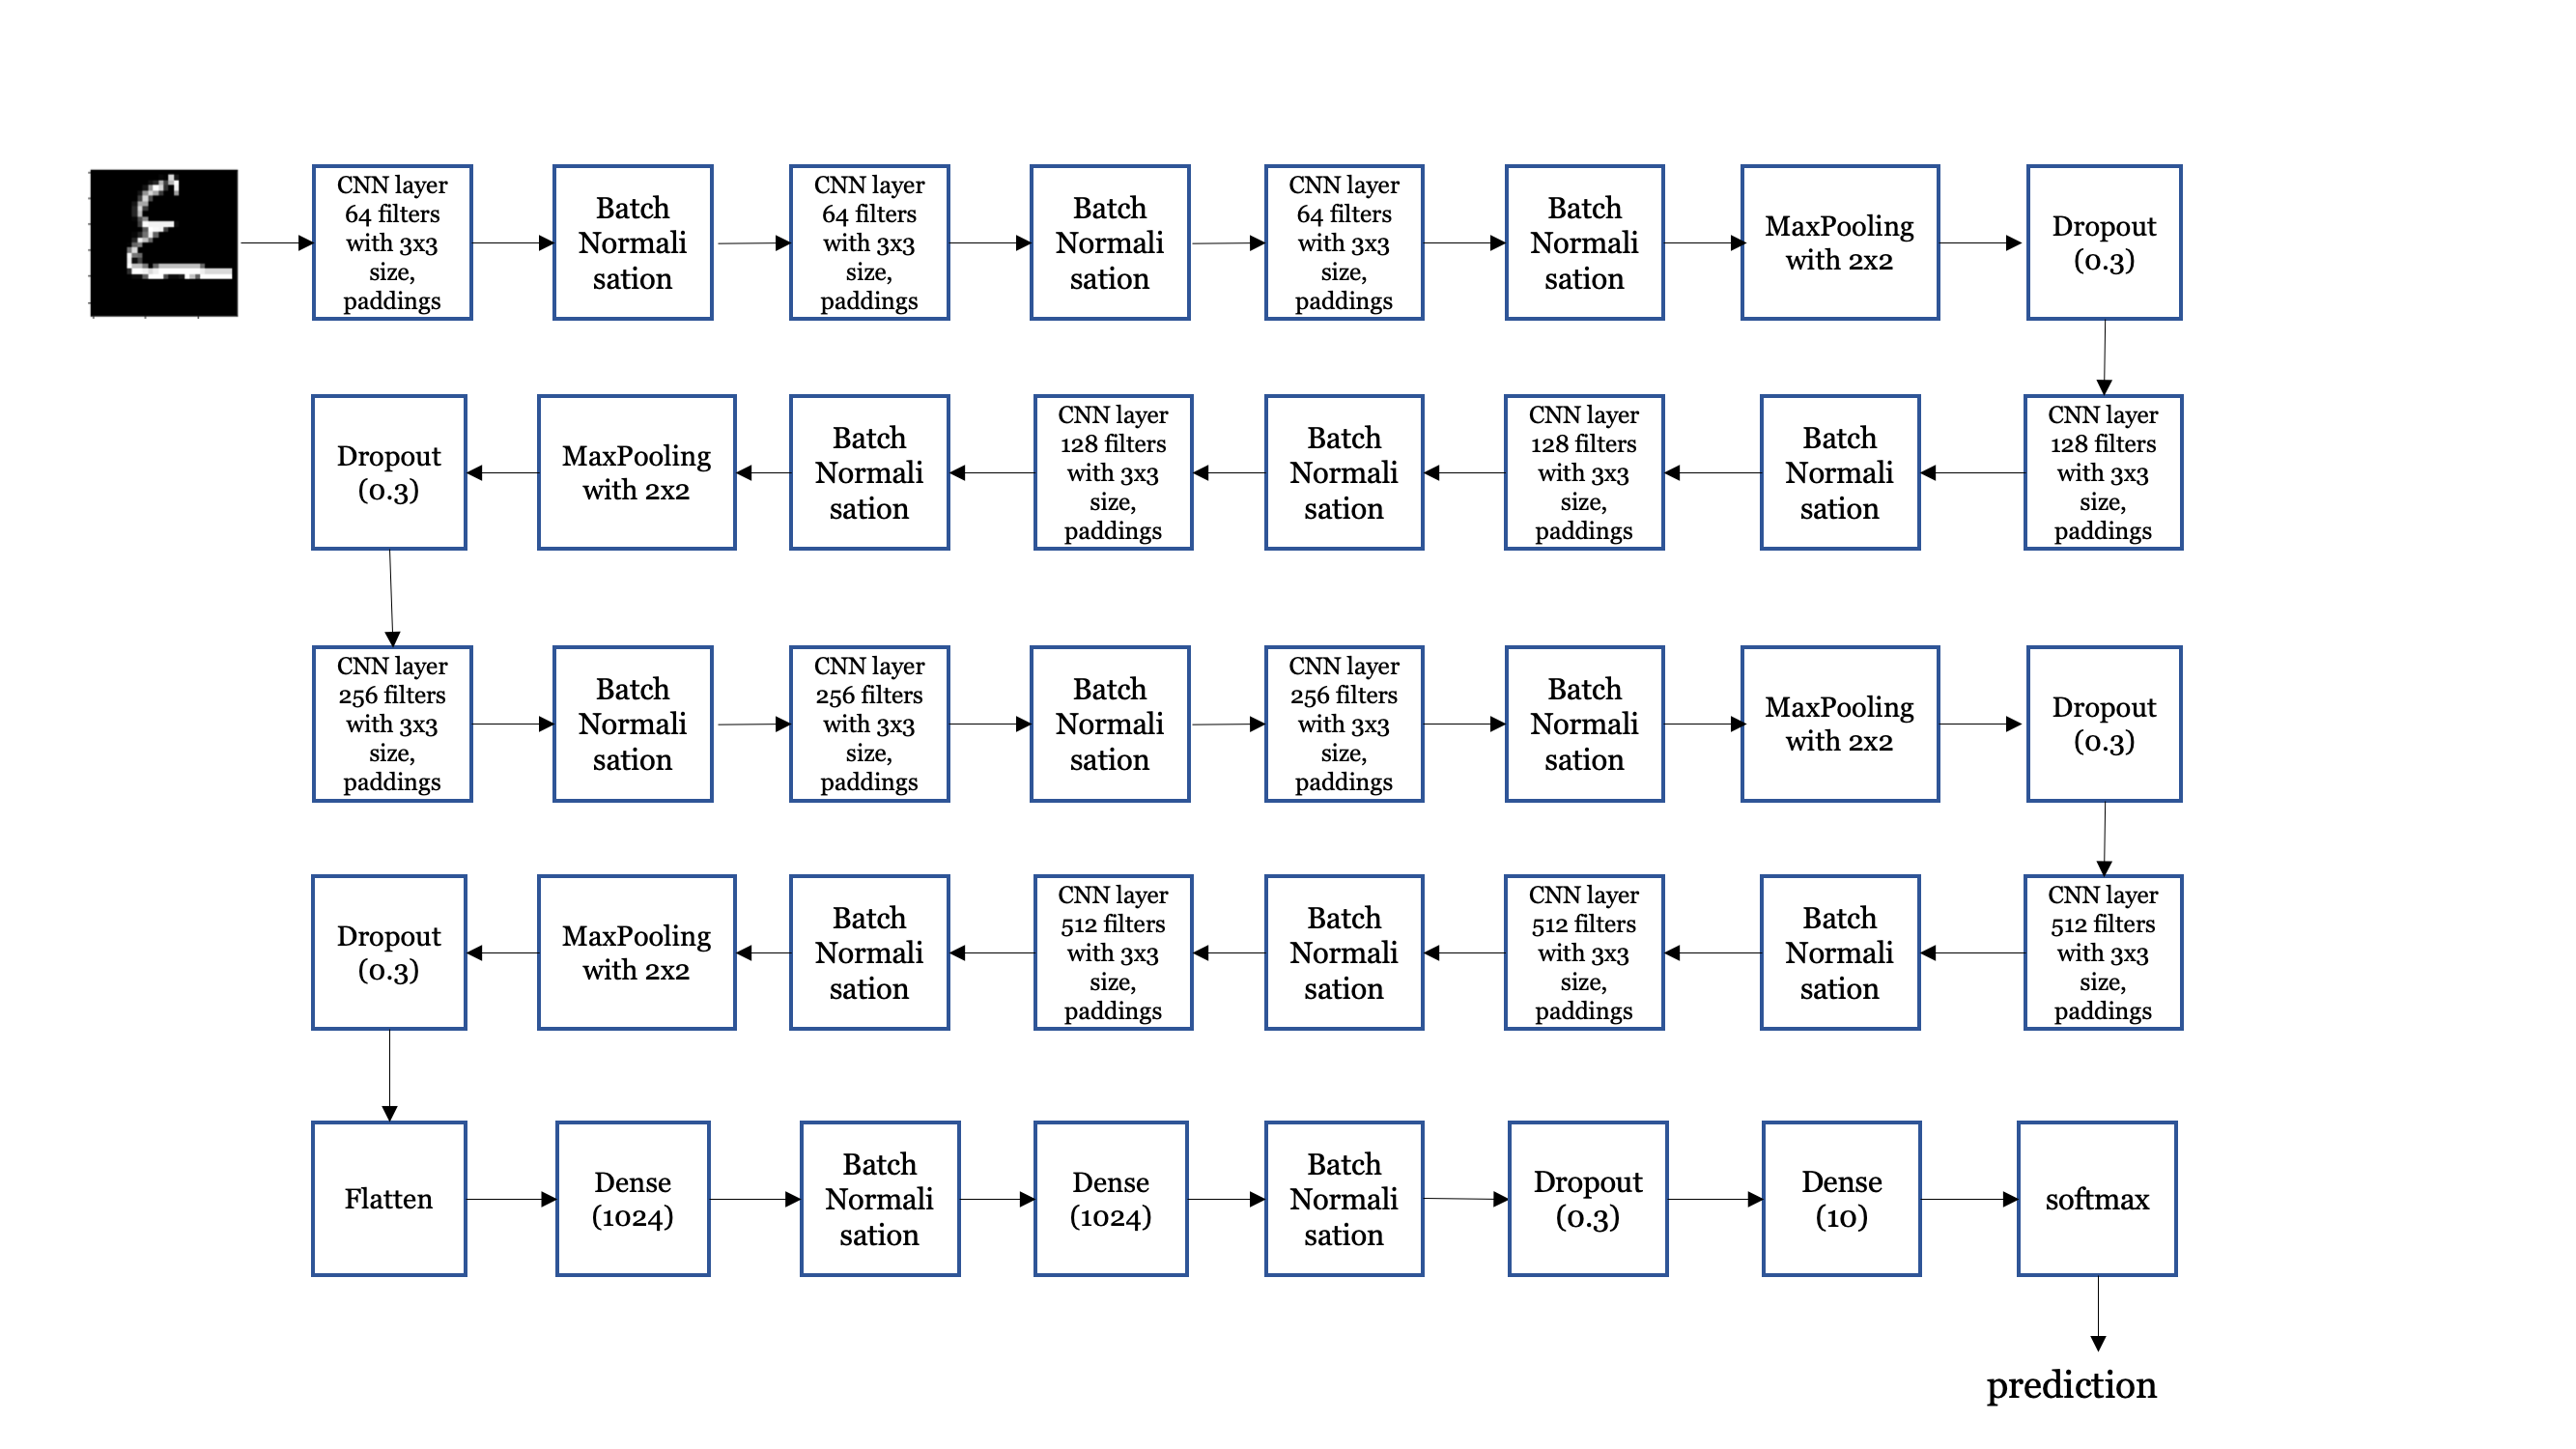 CNN layer
64 filters
with 3x3
size,
paddings
Batch
Normali
sation
CNN layer
64 filters
with 3x3
size,
paddings
Batch
Normali
sation
CNN layer
64 filters
with 3x3
size,
paddings
Batch
Normali
sation
MaxPooling
with 2x2
Dropout
(0.3)
CNN layer
128 filters
with 3x3
size,
paddings
Batch
Normali
sation
CNN layer
128 filters
with 3x3
size,
paddings
Batch
Normali
sation
CNN layer
128 filters
with 3x3
size,
paddings
Batch
Normali
sation
MaxPooling
with 2x2
Dropout
(0.3)
CNN layer
256 filters
with 3x3
size,
paddings
Batch
Normali
sation
CNN layer
256 filters
with 3x3
size,
paddings
Batch
Normali
sation
CNN layer
256 filters
with 3x3
size,
paddings
Batch
Normali
sation
MaxPooling
with 2x2
Dropout
(0.3)
CNN layer
512 filters
with 3x3
size,
paddings
Batch
Normali
sation
CNN layer
512 filters
with 3x3
size,
paddings
Batch
Normali
sation
CNN layer
512 filters
with 3x3
size,
paddings
Batch
Normali
sation
MaxPooling
with 2x2
Dropout
(0.3)
Flatten
Dense
(1024)
Batch
Normali
sation
Dense
(1024)
Batch
Normali
sation
Dropout
(0.3)
Dense
(10)
softmax
prediction